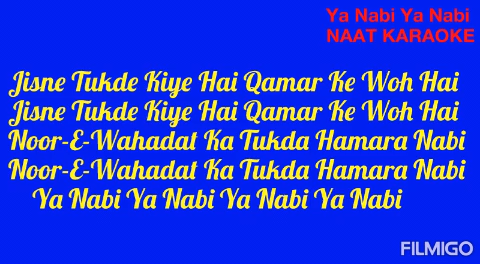 Ya Nabi Ya Nabi
NAAT KARAOKE
Jisne Tukde Kiye Hai Qamar Ke Woh Hai
Jisne Tukde Kiye Hai Qamar Ke Woh Hai
Noor-E-Wahadat Ka Tukda Hamara Nabi
Noor-E-Wahadat Ka Tukda Hamara Nabi
Ya Nabi Ya Nabi Ya Nabi Ya Nabi
FILMIGO